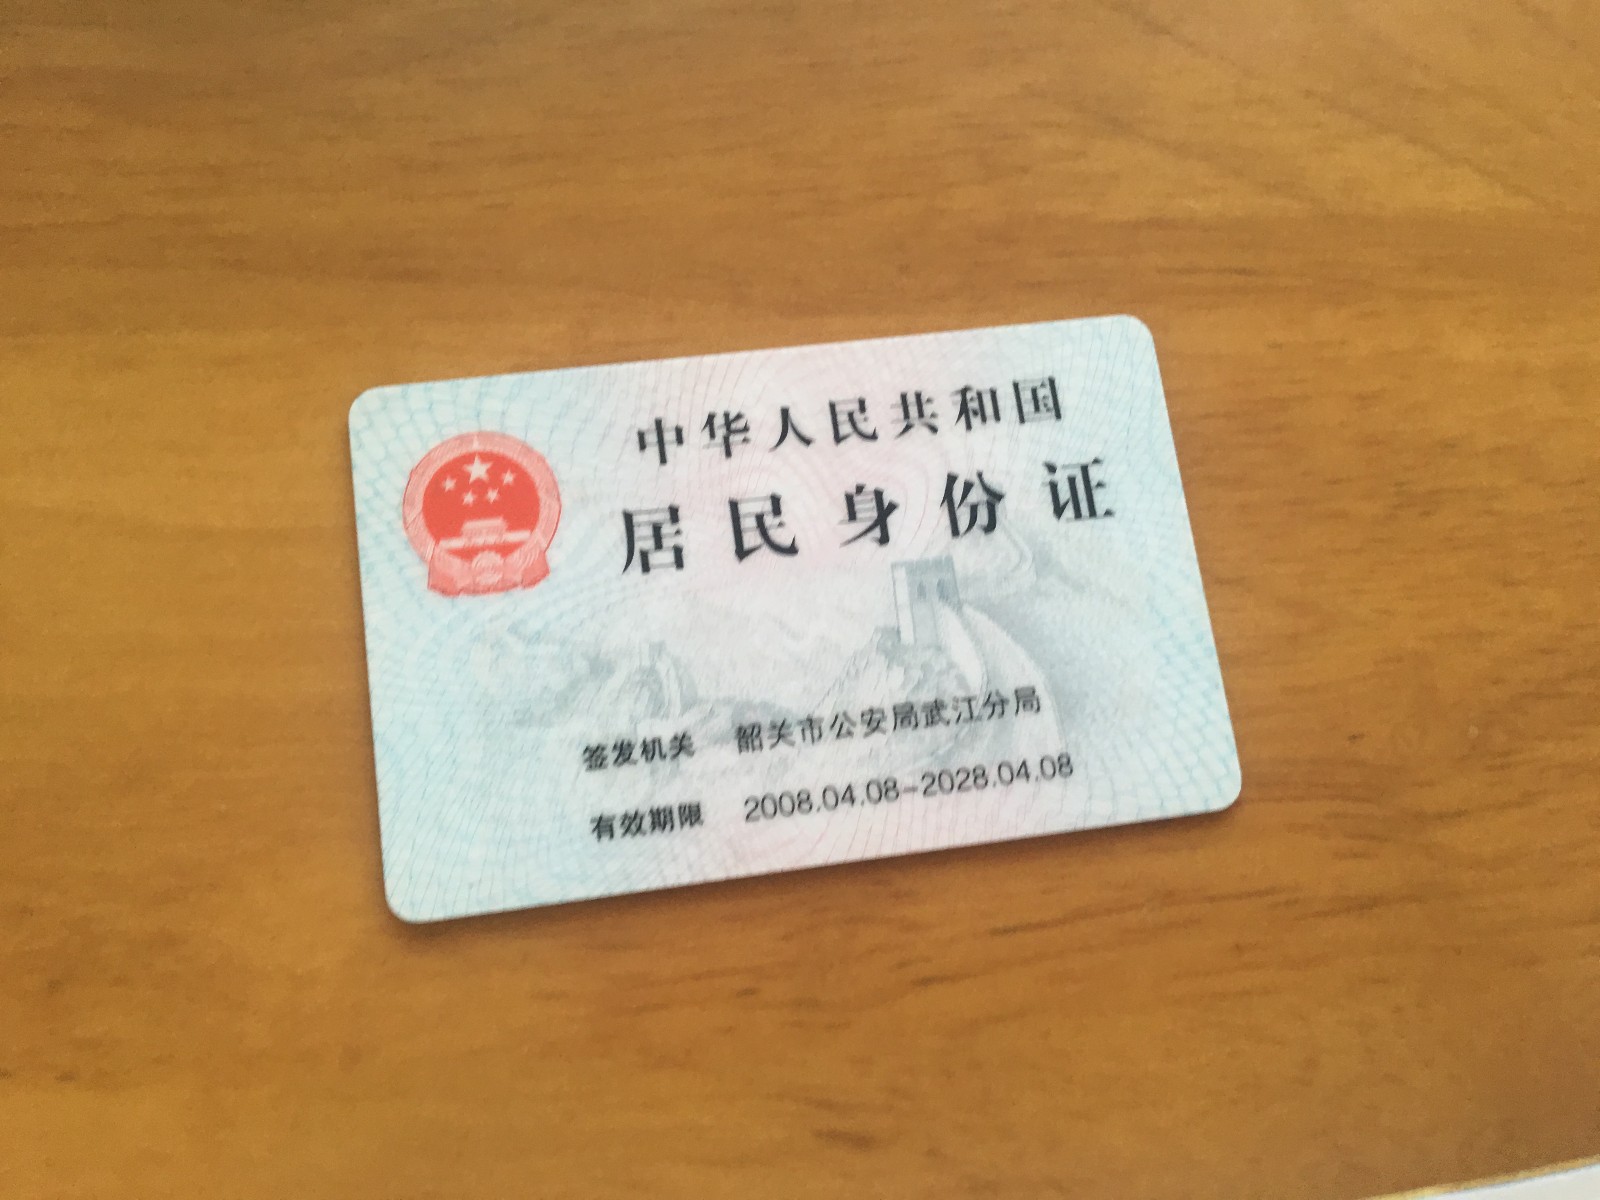 中华人民共和国
居民身份证
签发机关 韶关市公安局武江分局
有效期限 2008.04.08-2028.04.08